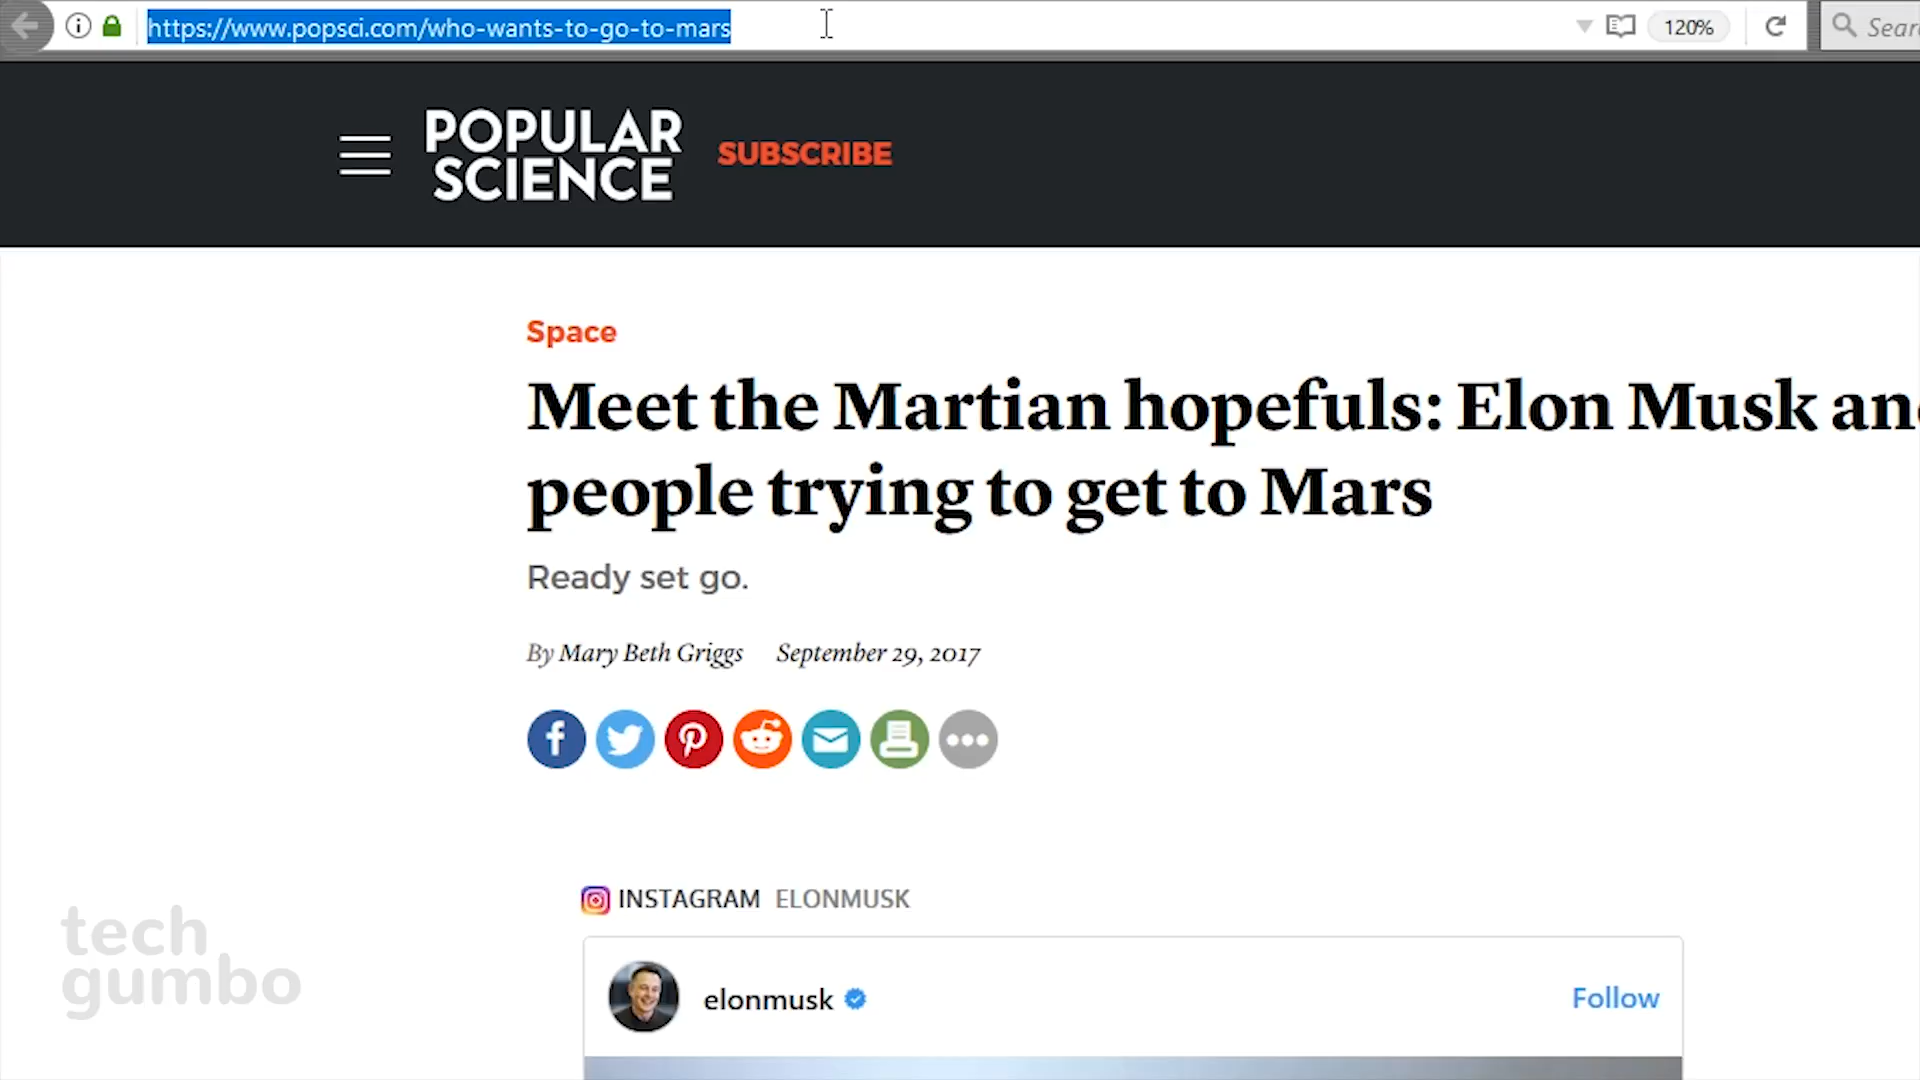 https://www.popsci.com/who-wants-to-go-to-mars
120%
POPULAR
SCIENCE
SUBSCRIBE
Space
Meet the Martian hopefuls: Elon Musk
people trying to get to Mars
Ready set go.
By Mary Beth Griggs September 29, 2017
INSTAGRAM ELONMUSK
elonmusk
Follow
tech
gumbo